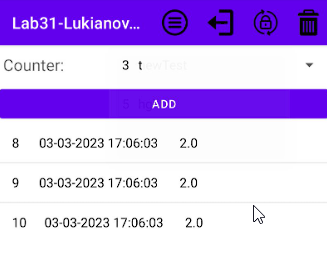 Lab31-Lukianov...
Counter:
3 t
ADD
8 03-03-2023 17:06:03 2.0
9 03-03-2023 17:06:03 2.0
10 03-03-2023 17:06:03 2.0